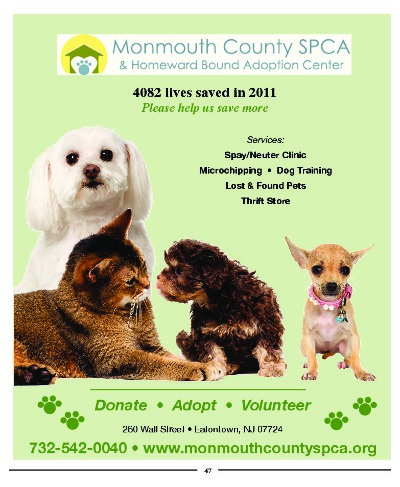 Monmouth County SPCA
& Homeward Bound Adoption Center
4082 lives saved in 2011
Please help us save more
Services:
Spay/Neuter Clinic
Microchipping • Dog Training
Lost & Found Pets
Thrift Store
Donate • Adopt • Volunteer
260 Wall Street • Eatontown, NJ 07724
732-542-0040 • www.monmouthcountyspca.org
47